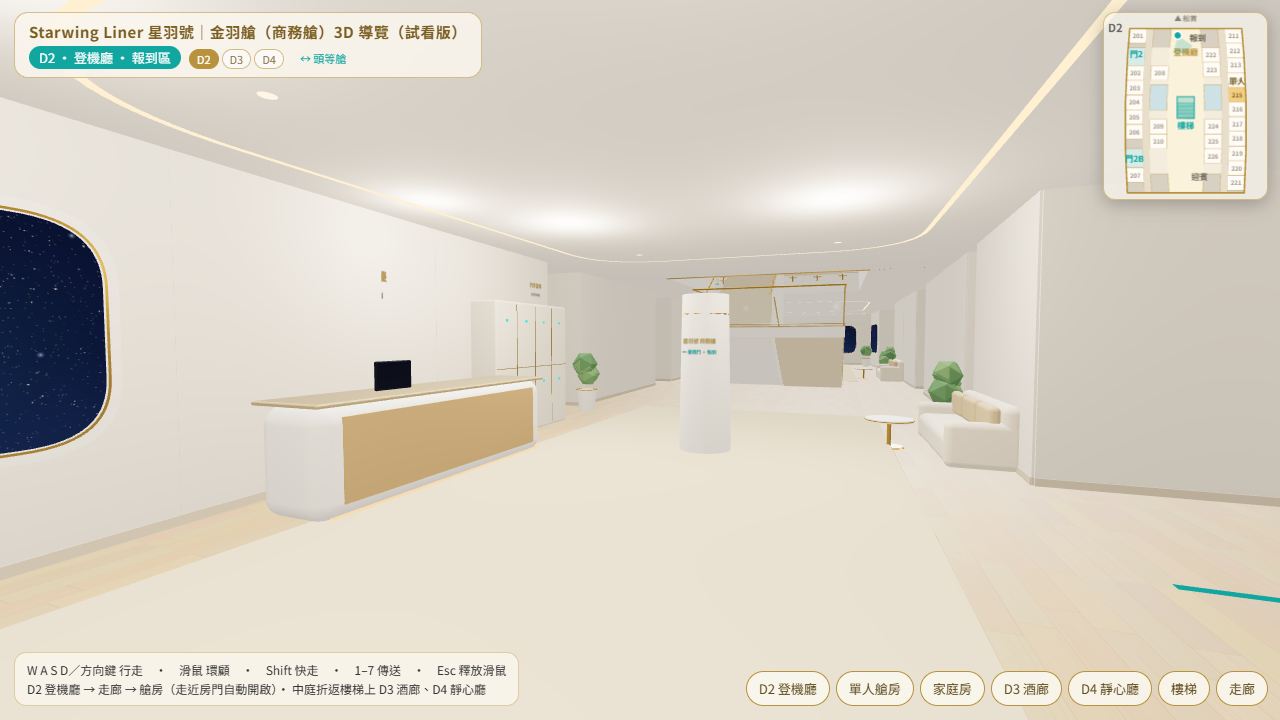 Starwing Liner 星羽號｜金羽艙（商務艙）3D 導覽（試看版）
D2 · 登機廳 · 報到區 D2 D3 D4 ↔ 頭等艙
D2
▲ 船首
201 報到 211
門2 登機廳 222 212
202 208 223 213
203 單人
204 215
205 216
206 209 樓梯 224 217
210 225 218
門2B 226 219
207 迎賓 220
221
W A S D／方向鍵 行走 · 滑鼠 環顧 · Shift 快走 · 1–7 傳送 · Esc 釋放滑鼠
D2 登機廳 → 走廊 → 艙房（走近房門自動開啟）· 中庭折返樓梯上 D3 酒廊、D4 靜心廳
D2 登機廳 單人艙房 家庭房 D3 酒廊 D4 靜心廳 樓梯 走廊